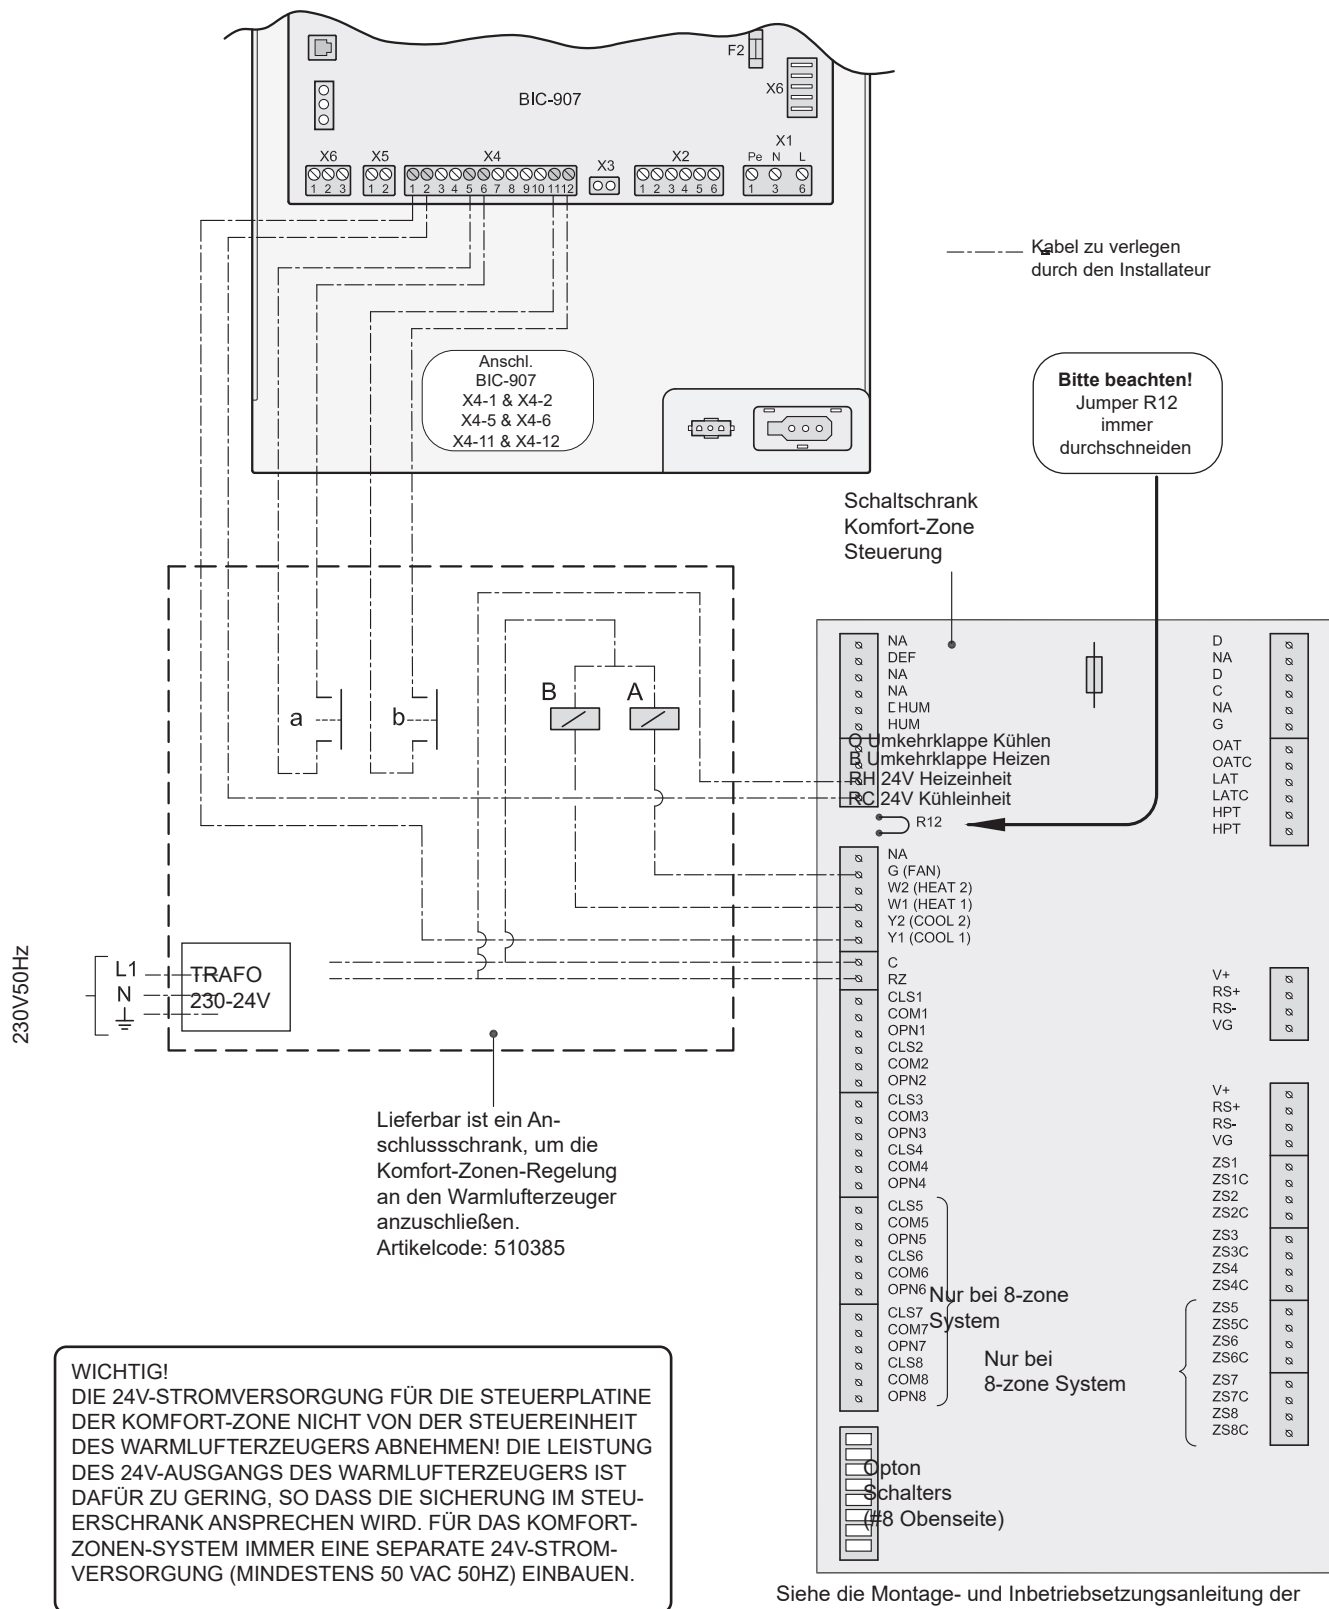 F2
X6
BIC-907
X6 X5 X4 X3 X2 X1
Pe N L
1 2 3 1 2 1 2 3 4 5 6 7 8 9 10 11 12 1 2 3 4 5 6 1 3 6
Kabel zu verlegen
durch den Installateur
Anschl.
BIC-907
X4-1 & X4-2
X4-5 & X4-6
X4-11 & X4-12
Bitte beachten!
Jumper R12
immer
durchschneiden
Schaltschrank
Komfort-Zone
Steuerung
a b B A
NA
DEF
NA
NA
DHUM
HUM
O Umkehrklappe Kühlen
B Umkehrklappe Heizen
RH 24V Heizeinheit
RC 24V Kühleinheit
R12
NA
G (FAN)
W2 (HEAT 2)
W1 (HEAT 1)
Y2 (COOL 2)
Y1 (COOL 1)
C
RZ
CLS1
COM1
OPN1
CLS2
COM2
OPN2
CLS3
COM3
OPN3
CLS4
COM4
OPN4
CLS5
COM5
OPN5
CLS6
COM6
OPN6
CLS7
COM7
OPN7
CLS8
COM8
OPN8
Nur bei 8-zone
System
Opton
Schalters
(#8 Obenseite)
D
NA
D
C
NA
G
OAT
OATC
LAT
LATC
HPT
HPT
V+
RS+
RS-
VG
V+
RS+
RS-
VG
ZS1
ZS1C
ZS2
ZS2C
ZS3
ZS3C
ZS4
ZS4C
ZS5
ZS5C
ZS6
ZS6C
ZS7
ZS7C
ZS8
ZS8C
Nur bei
8-zone System
230V50Hz
L1
N
TRAFO
230-24V
Lieferbar ist ein An-
schlussschrank, um die
Komfort-Zonen-Regelung
an den Warmlufterzeuger
anzuschließen.
Artikelcode: 510385
WICHTIG!
DIE 24V-STROMVERSORGUNG FÜR DIE STEUERPLATINE
DER KOMFORT-ZONE NICHT VON DER STEUEREINHEIT
DES WARMLUFTERZEUGERS ABNEHMEN! DIE LEISTUNG
DES 24V-AUSGANGS DES WARMLUFTERZEUGERS IST
DAFÜR ZU GERING, SO DASS DIE SICHERUNG IM STEU-
ERSCHRANK ANSPRECHEN WIRD. FÜR DAS KOMFORT-
ZONEN-SYSTEM IMMER EINE SEPARATE 24V-STROM-
VERSORGUNG (MINDESTENS 50 VAC 50HZ) EINBAUEN.
Siehe die Montage- und Inbetriebsetzungsanleitung der